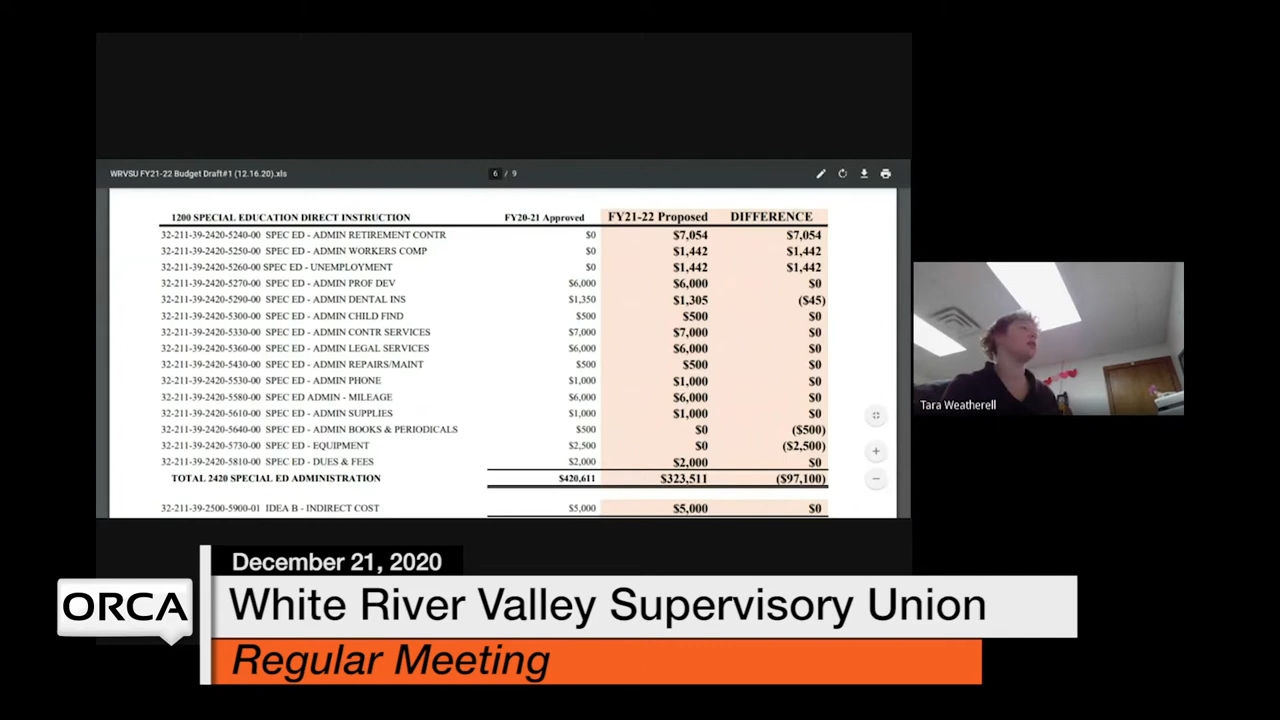 WRVSU FY21-22 Budget Draft#1 (12.16.20).xls 6 / 9
1200 SPECIAL EDUCATION DIRECT INSTRUCTION FY20-21 Approved FY21-22 Proposed DIFFERENCE
32-211-39-2420-5240-00 SPEC ED - ADMIN RETIREMENT CONTR $0 $7,054 $7,054
32-211-39-2420-5250-00 SPEC ED - ADMIN WORKERS COMP $0 $1,442 $1,442
32-211-39-2420-5260-00 SPEC ED - UNEMPLOYMENT $0 $1,442 $1,442
32-211-39-2420-5270-00 SPEC ED - ADMIN PROF DEV $6,000 $6,000 $0
32-211-39-2420-5290-00 SPEC ED - ADMIN DENTAL INS $1,350 $1,305 ($45)
32-211-39-2420-5300-00 SPEC ED - ADMIN CHILD FIND $500 $500 $0
32-211-39-2420-5330-00 SPEC ED - ADMIN CONTR SERVICES $7,000 $7,000 $0
32-211-39-2420-5360-00 SPEC ED - ADMIN LEGAL SERVICES $6,000 $6,000 $0
32-211-39-2420-5430-00 SPEC ED - ADMIN REPAIRS/MAINT $500 $500 $0
32-211-39-2420-5530-00 SPEC ED - ADMIN PHONE $1,000 $1,000 $0
32-211-39-2420-5580-00 SPEC ED ADMIN - MILEAGE $6,000 $6,000 $0
32-211-39-2420-5610-00 SPEC ED - ADMIN SUPPLIES $1,000 $1,000 $0
32-211-39-2420-5640-00 SPEC ED - ADMIN BOOKS & PERIODICALS $500 $0 ($500)
32-211-39-2420-5730-00 SPEC ED - EQUIPMENT $2,500 $0 ($2,500)
32-211-39-2420-5810-00 SPEC ED - DUES & FEES $2,000 $2,000 $0
TOTAL 2420 SPECIAL ED ADMINISTRATION $420,611 $323,511 ($97,100)
32-211-39-2500-5900-01 IDEA B - INDIRECT COST $5,000 $5,000 $0
Tara Weatherell
December 21, 2020
ORCA
White River Valley Supervisory Union
Regular Meeting